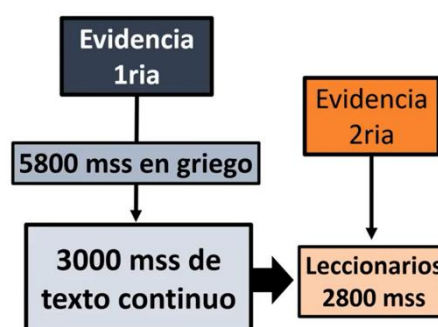 Evidencia
1ria
Evidencia
2ria
5800 mss en griego
3000 mss de
texto continuo
Leccionarios
2800 mss